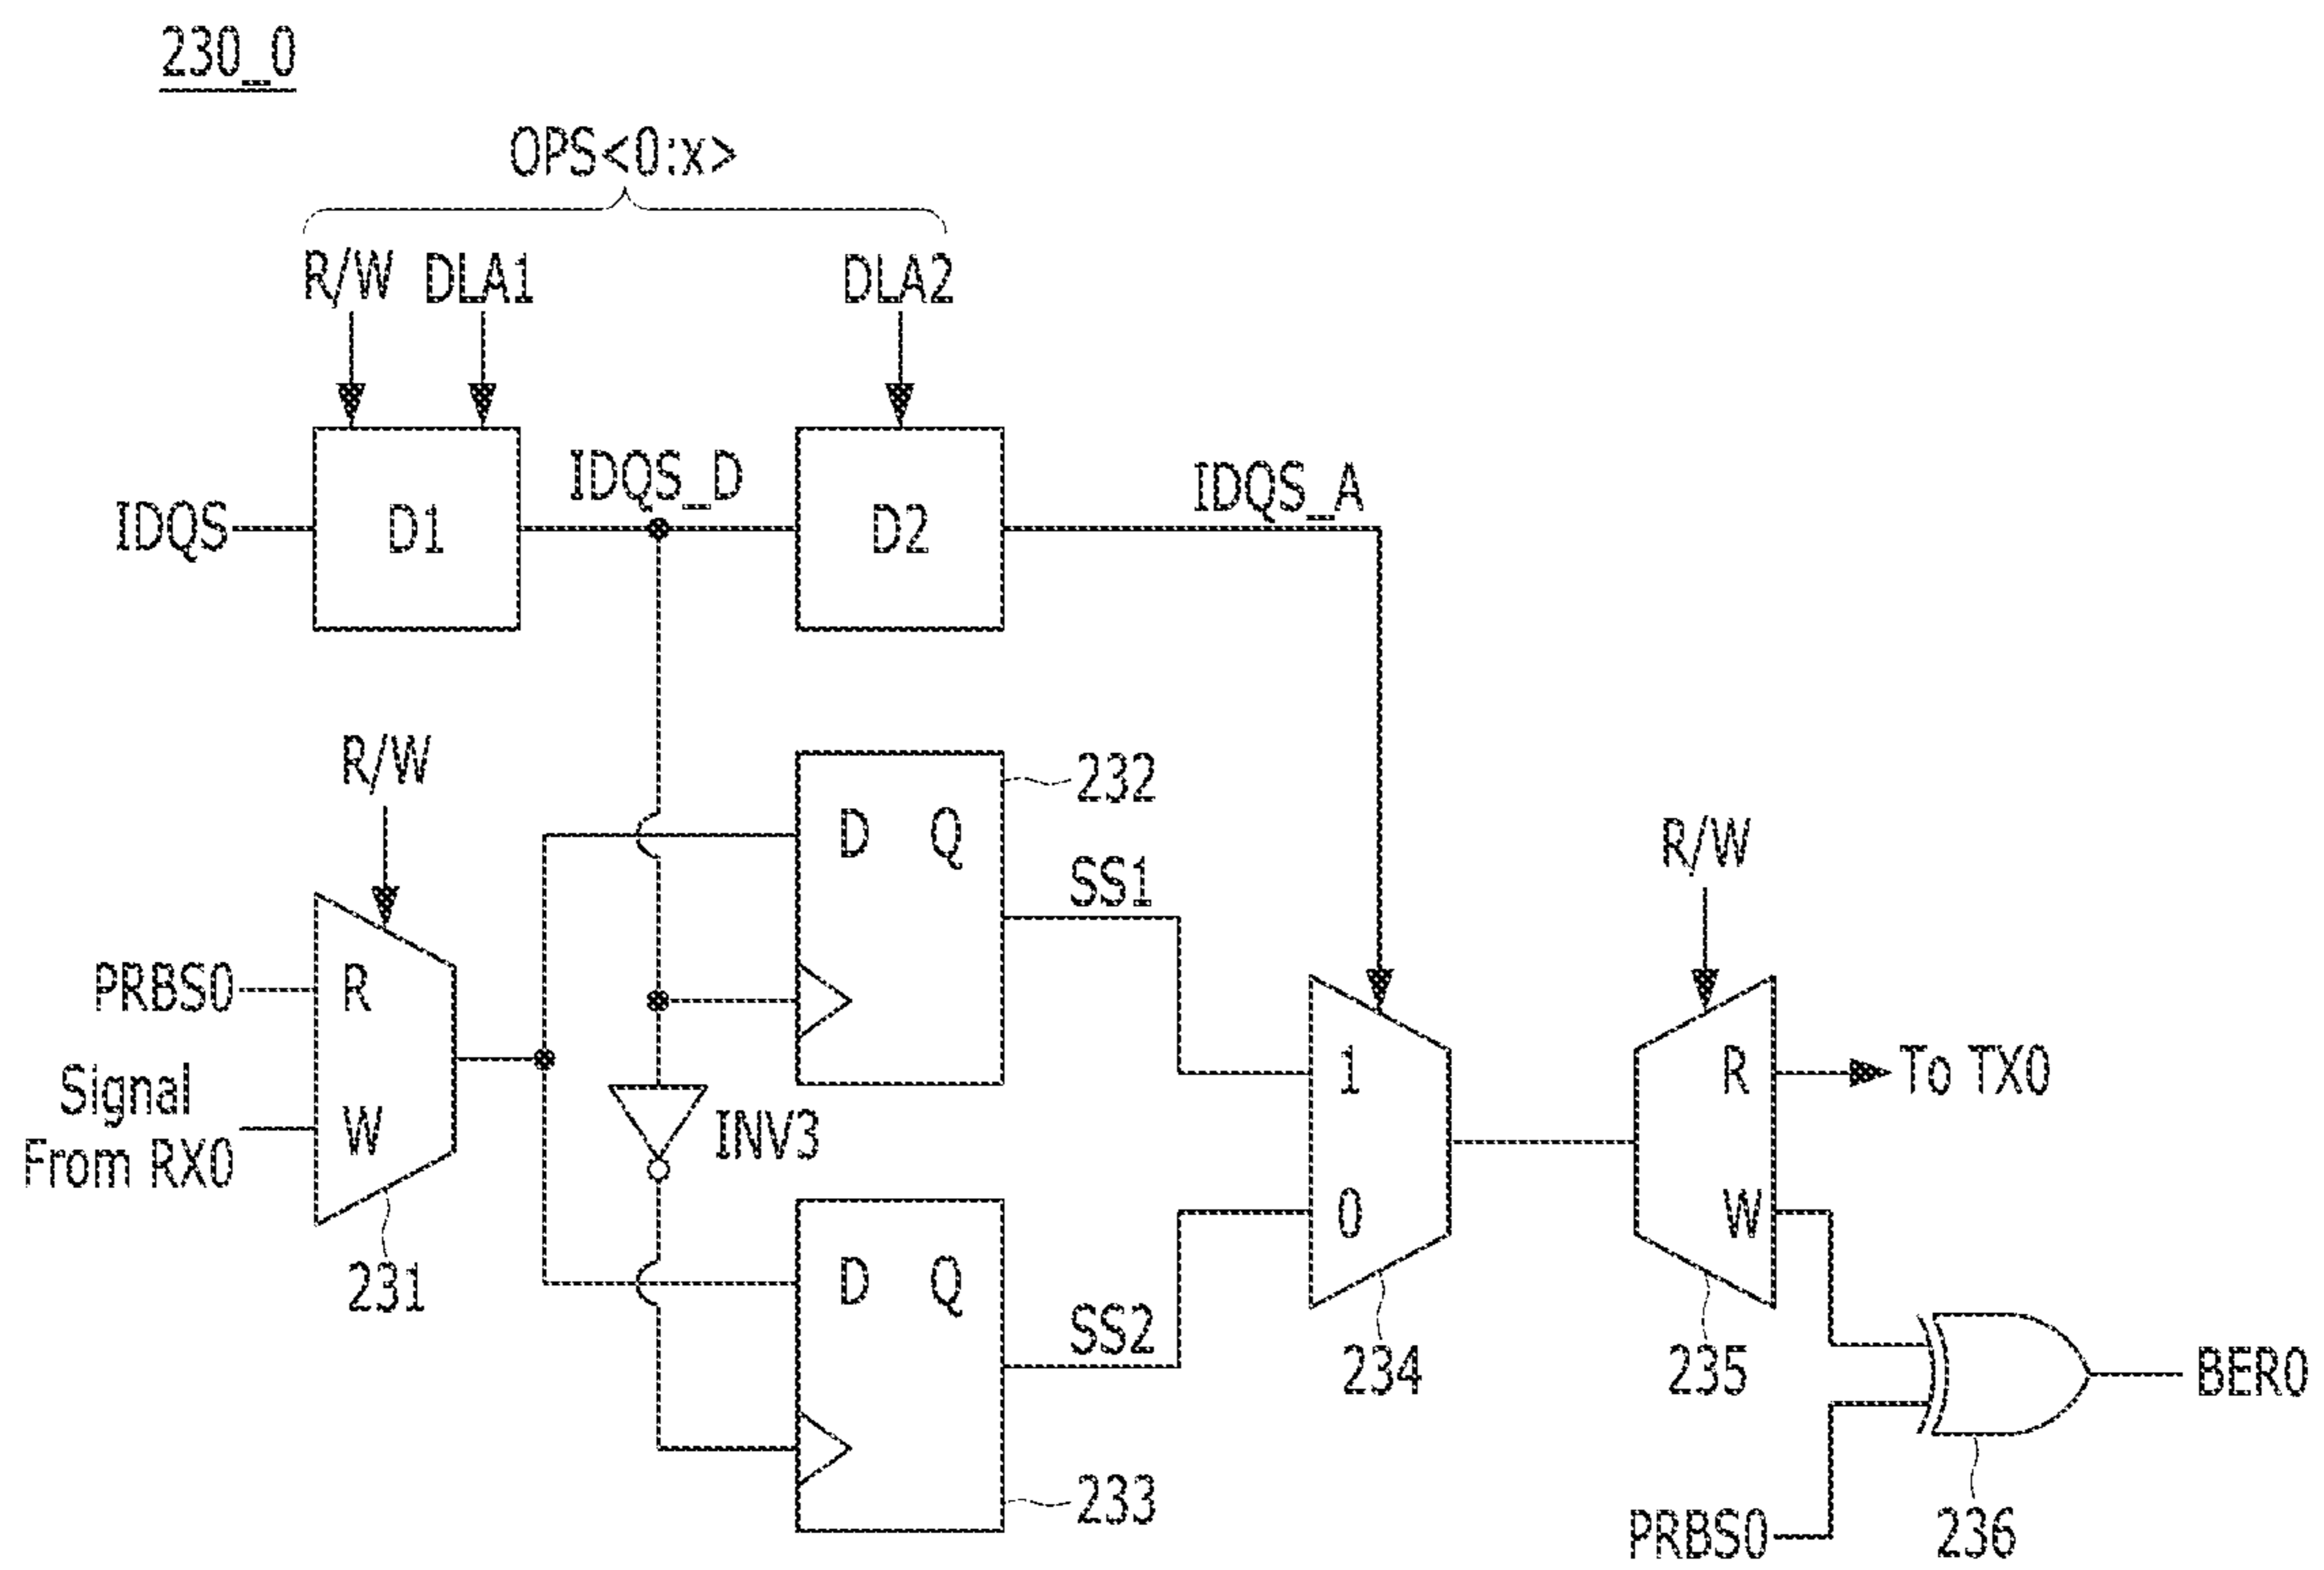 230_0
OPS<0:x>
R/W DLA1 DLA2
IDQS D1 IDQS_D D2 IDQS_A
R/W
232
D Q
R/W
SS1
PRBS0 R
1 R To TX0
Signal
From RX0 W
INV3
0 W
231
D Q
SS2
234 235
BER0
233
PRBS0 236